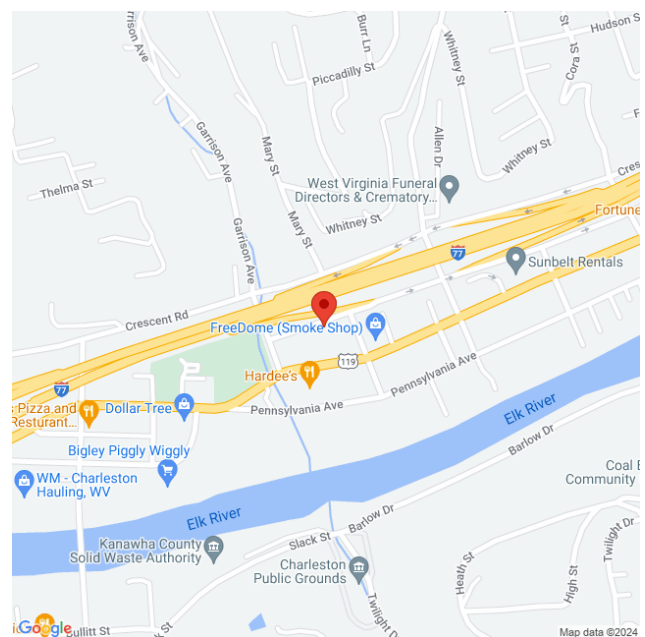 Garrison Ave
Burr Ln
Whitney St
Hudson S
Cora St
Piccadilly St
Garrison Ave
Mary St
Allen Dr
Whitney St
F
Cres
Thelma St
West Virginia Funeral
Directors & Crematory...
Garrison Ave
Mary St
Whitney St
Fortune
77
Sunbelt Rentals
Crescent Rd
FreeDome (Smoke Shop)
119
Hardee's
Pennsylvania Ave
77
s Pizza and
Resturant...
Dollar Tree
Pennsylvania Ave
Elk River
Barlow Dr
Bigley Piggly Wiggly
WM - Charleston
Hauling, WV
Coal B
Community
Elk River
Barlow Dr
Slack St
Kanawha County
Solid Waste Authority
Twilight Dr
Charleston
Public Grounds
Heath St
High St
Twilight Dr
Bullitt St
k St
Google
Map data ©2024